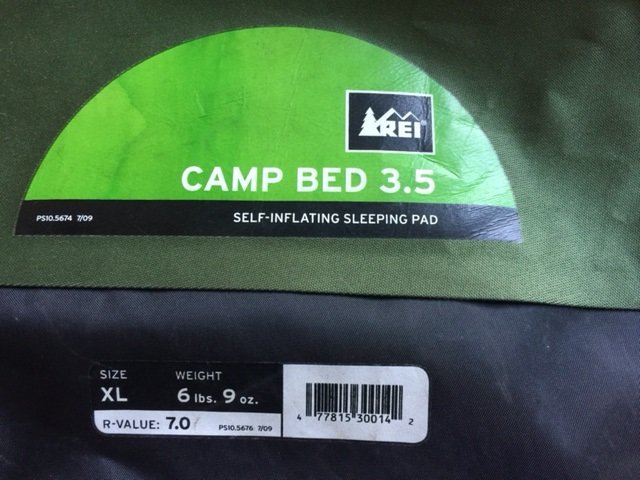 REI®
CAMP BED 3.5
PS10.5674 7/09 SELF-INFLATING SLEEPING PAD
SIZE WEIGHT
XL 6 lbs. 9 oz.
R-VALUE: 7.0 PS10.5676 7/09
4 77815 30014 2